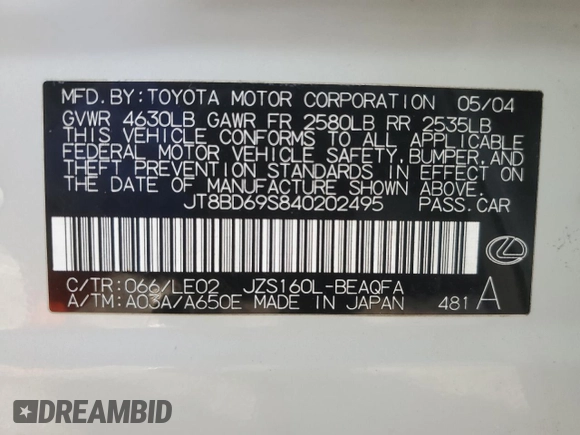 MFD. BY: TOYOTA MOTOR CORPORATION 05/04
GVWR 4630LB GAWR FR 2580LB RR 2535LB
THIS VEHICLE CONFORMS TO ALL APPLICABLE
FEDERAL MOTOR VEHICLE SAFETY, BUMPER, AND
THEFT PREVENTION STANDARDS IN EFFECT ON
THE DATE OF MANUFACTURE SHOWN ABOVE.
JT8BD69S840202495 PASS. CAR
C/TR: 066/LE02 JZS160L-BEAQFA
A/TM: A03A/A650E MADE IN JAPAN 481 A
DREAMBID